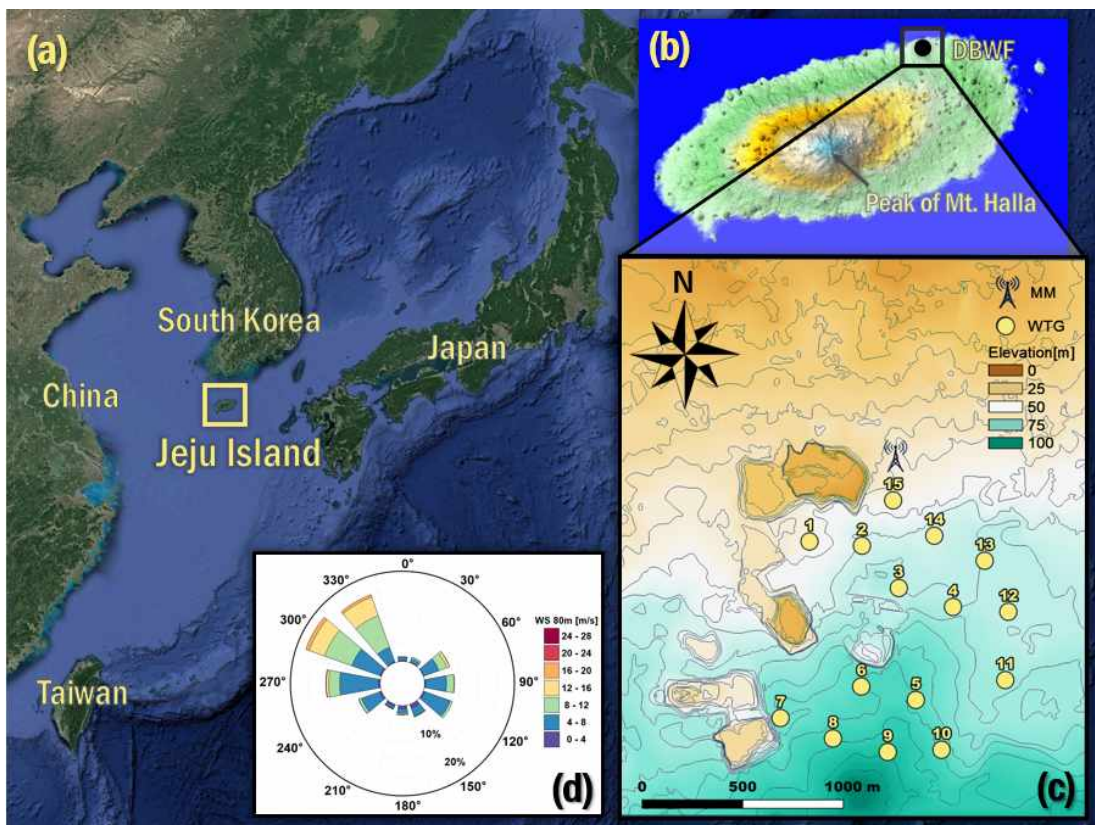 (a)
South Korea
Japan
China
Jeju Island
Taiwan
(b)
DBWF
Peak of Mt. Halla
N
MM
WTG
Elevation[m]
0
25
50
75
100
15
1
2
14
13
3
4
12
6
5
11
7
8
9
10
0 500 1000 m
(c)
0°
330° 30°
300° 60°
270° 90°
240° 120°
210° 150°
180°
10%
20%
WS 80m [m/s]
24 - 28
20 - 24
16 - 20
12 - 16
8 - 12
4 - 8
0 - 4
(d)